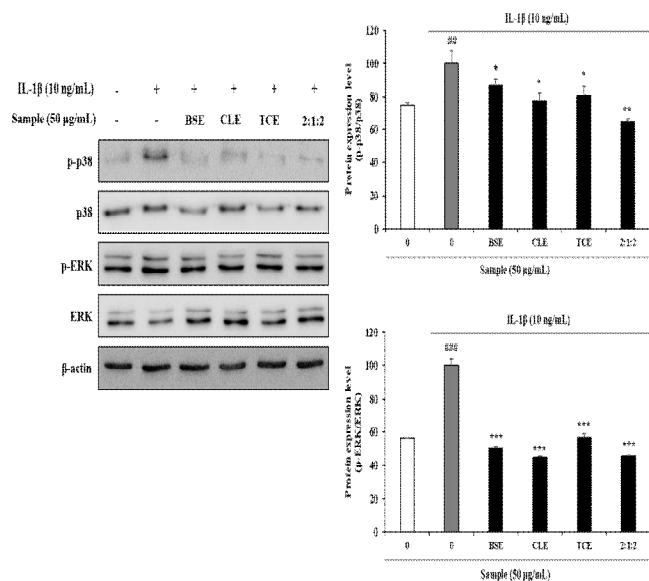 IL-1β (10 ng/mL) - + + + + +
Sample (50 µg/mL) - - BSE CLE TCE 2:1:2
p-p38
p38
p-ERK
ERK
β-actin
IL-1β (10 ng/mL)
Protein expression level
(p-p38/p38)
120
100
80
60
40
20
0
##
*
*
*
**
0 0 BSE CLE TCE 2:1:2
Sample (50 µg/mL)
IL-1β (10 ng/mL)
Protein expression level
(p-ERK/ERK)
120
100
80
60
40
20
0
###
***
***
***
***
0 0 BSE CLE TCE 2:1:2
Sample (50 µg/mL)